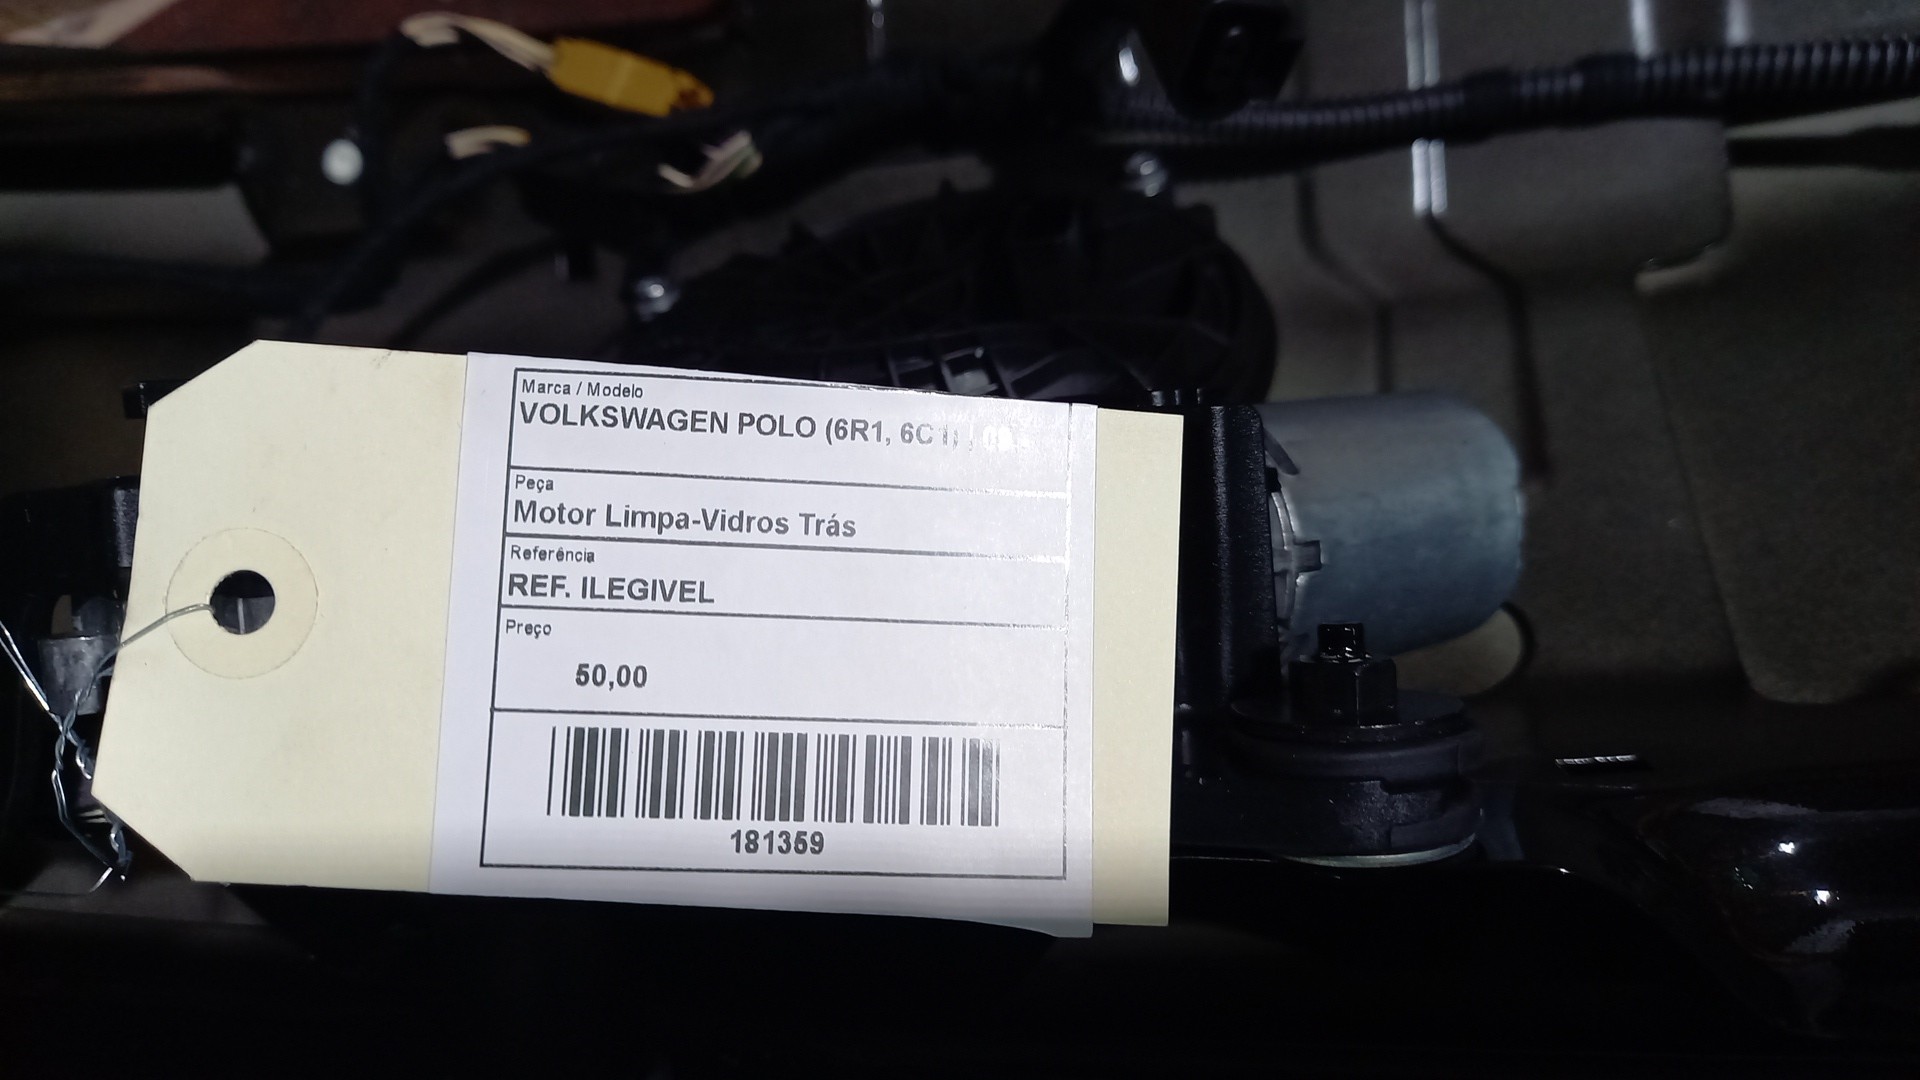 Marca / Modelo
VOLKSWAGEN POLO (6R1, 6C1)
Peça
Motor Limpa-Vidros Trás
Referência
REF. ILEGIVEL
Preço
50,00
181359